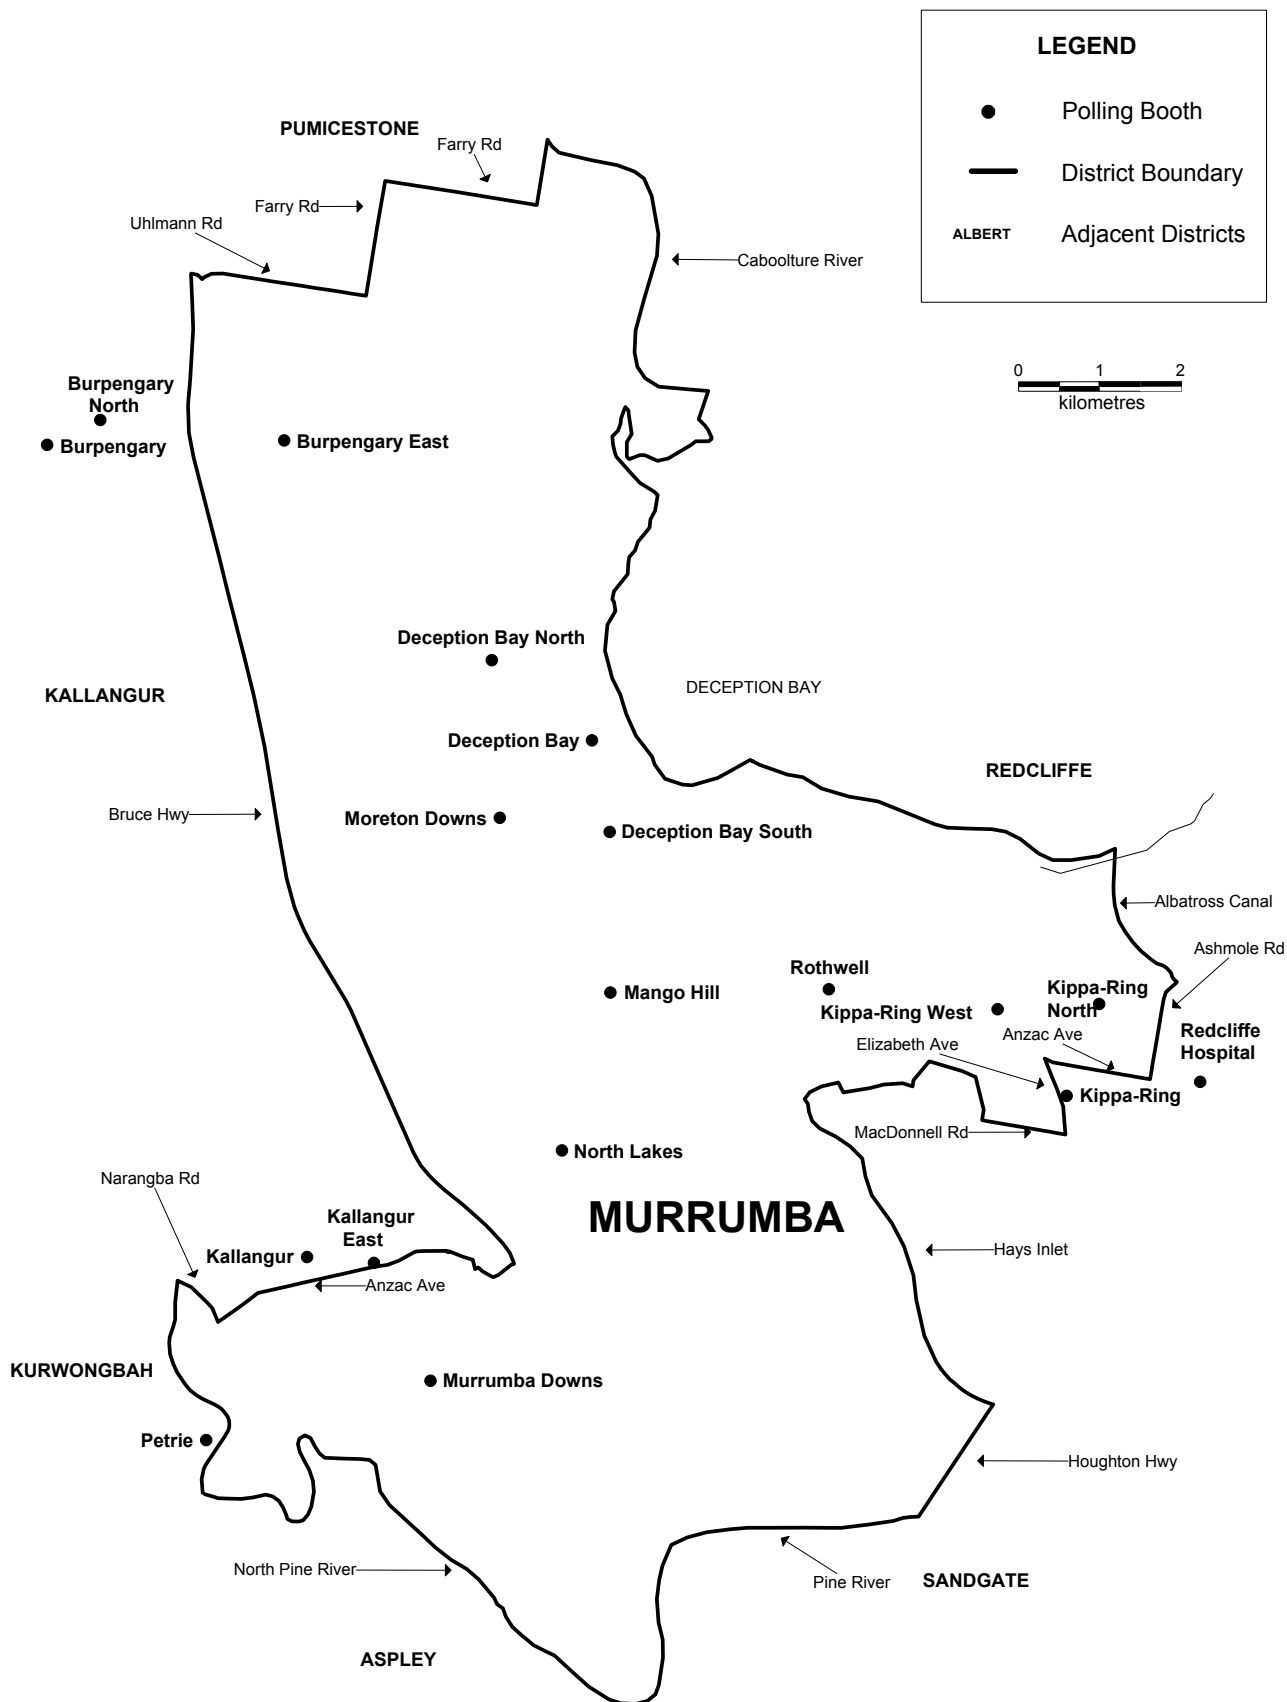 LEGEND
Polling Booth
District Boundary
ALBERT Adjacent Districts
0 1 2
kilometres
PUMICESTONE
Farry Rd
Farry Rd
Uhlmann Rd
Caboolture River
Burpengary
North
Burpengary
Burpengary East
Deception Bay North
KALLANGUR
DECEPTION BAY
Deception Bay
REDCLIFFE
Bruce Hwy
Moreton Downs
Deception Bay South
Albatross Canal
Ashmole Rd
Rothwell
Mango Hill
Kippa-Ring
North
Kippa-Ring West
Redcliffe
Hospital
Anzac Ave
Elizabeth Ave
Kippa-Ring
MacDonnell Rd
North Lakes
Narangba Rd
MURRUMBA
Kallangur
East
Kallangur
Hays Inlet
Anzac Ave
KURWONGBAH
Murrumba Downs
Petrie
Houghton Hwy
North Pine River
Pine River
SANDGATE
ASPLEY